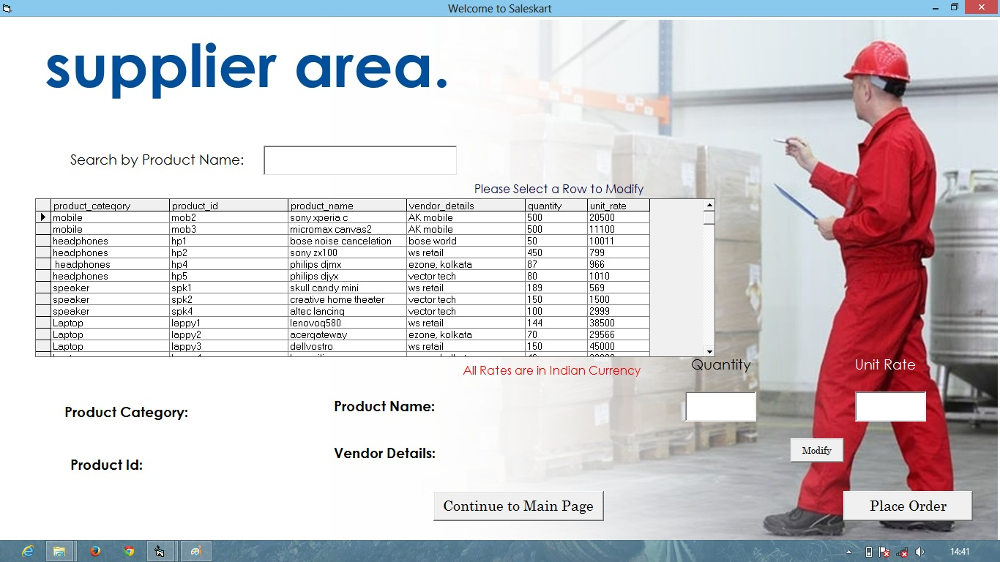 Welcome to Saleskart
supplier area.
Search by Product Name:
Please Select a Row to Modify
product_category product_id product_name vendor_details quantity unit_rate
mobile mob2 sony xperia c AK mobile 500 20500
mobile mob3 micromax canvas2 AK mobile 500 11100
headphones hp1 bose noise cancelation bose world 50 10011
headphones hp2 sony zx100 ws retail 450 799
headphones hp4 philips djmx ezone, kolkata 87 966
headphones hp5 philips djyx vector tech 80 1010
speaker spk1 skull candy mini ws retail 189 569
speaker spk2 creative home theater vector tech 150 1500
speaker spk4 altec lancing vector tech 100 2999
Laptop lappy1 lenovog580 ws retail 144 38500
Laptop lappy2 acergateway ezone, kolkata 70 29566
Laptop lappy3 dellvostro ws retail 150 45000
All Rates are in Indian Currency
Quantity Unit Rate
Product Category: Product Name:
Product Id: Vendor Details:
Modify
Continue to Main Page Place Order
14:41